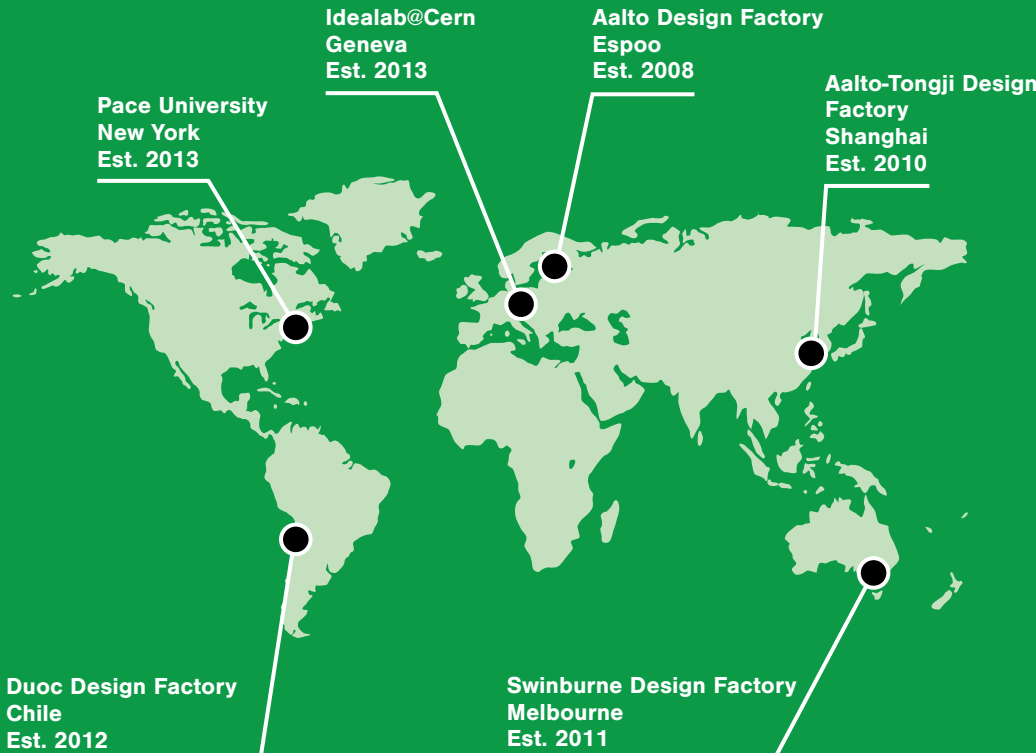 Idealab@Cern
Geneva
Est. 2013
Aalto Design Factory
Espoo
Est. 2008
Aalto-Tongji Design
Factory
Shanghai
Est. 2010
Pace University
New York
Est. 2013
Duoc Design Factory
Chile
Est. 2012
Swinburne Design Factory
Melbourne
Est. 2011